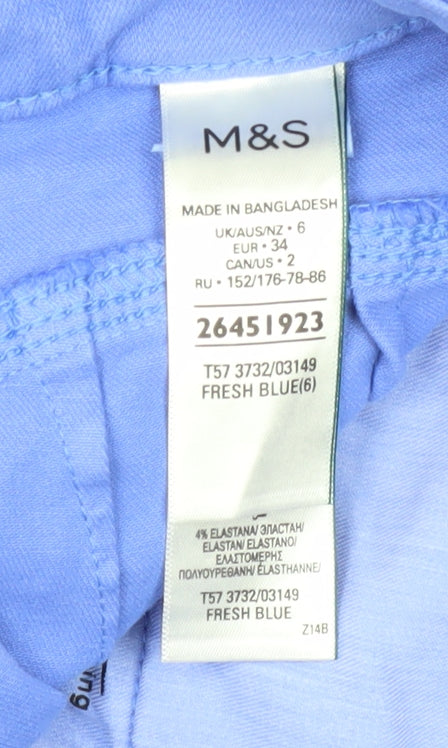 M&S
MADE IN BANGLADESH
UK/AUS/NZ • 6
EUR • 34
CAN/US • 2
RU • 152/176-78-86
26451923
T57 3732/03149
FRESH BLUE(6)
4% ELASTANA/ ЭЛАСТАН/
ELASTAN/ ELASTANO/
ΕΛΑΣΤΟΜΕΡΗΣ
ΠΟΛΥΟΥΡΕΘΑΝΗ/ ÉLASTHANNE/
T57 3732/03149
FRESH BLUE
Z14B